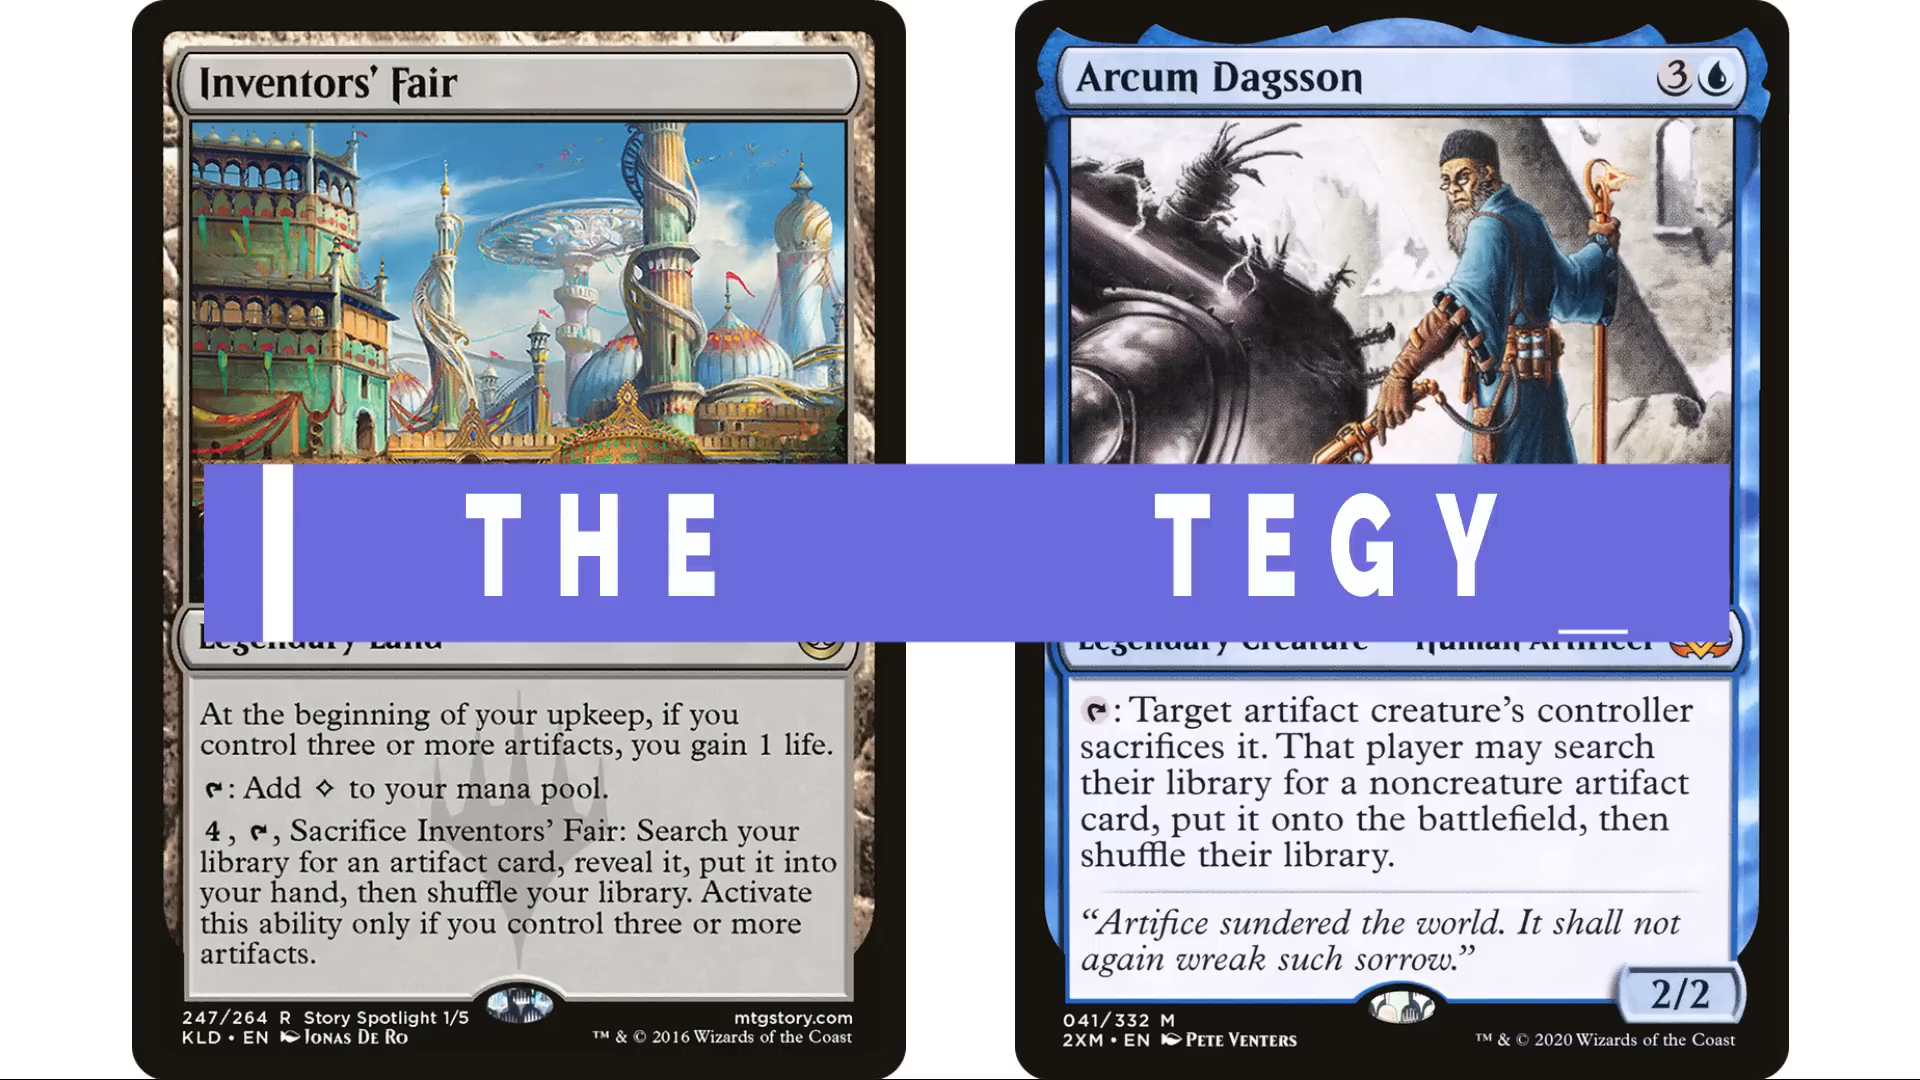 Inventors' Fair
THE TEGY
Legendary Land
At the beginning of your upkeep, if you
control three or more artifacts, you gain 1 life.
: Add to your mana pool.
4, , Sacrifice Inventors' Fair: Search your
library for an artifact card, reveal it, put it into
your hand, then shuffle your library. Activate
this ability only if you control three or more
artifacts.
247/264 R Story Spotlight 1/5
KLD • EN JONAS DE RO
mtgstory.com
™ & © 2016 Wizards of the Coast
Arcum Dagsson 3
Legendary Creature Human Artificer
: Target artifact creature's controller
sacrifices it. That player may search
their library for a noncreature artifact
card, put it onto the battlefield, then
shuffle their library.
“Artifice sundered the world. It shall not
again wreak such sorrow.”
2/2
041/332 M
2XM • EN PETE VENTERS
™ & © 2020 Wizards of the Coast